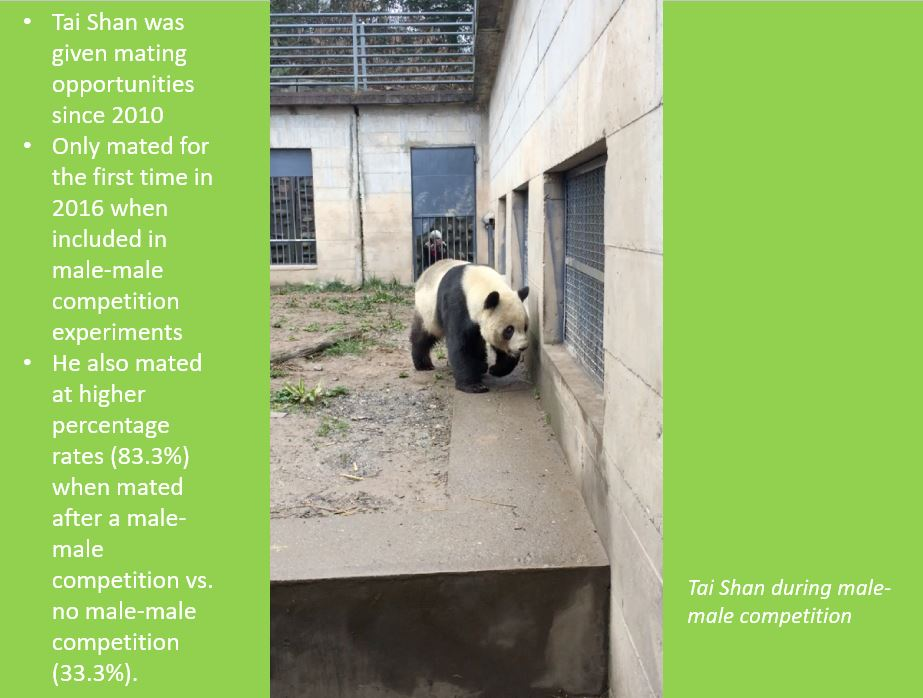 • Tai Shan was
given mating
opportunities
since 2010
• Only mated for
the first time in
2016 when
included in
male-male
competition
experiments
• He also mated
at higher
percentage
rates (83.3%)
when mated
after a male-
male
competition vs.
no male-male
competition
(33.3%).
Tai Shan during male-
male competition